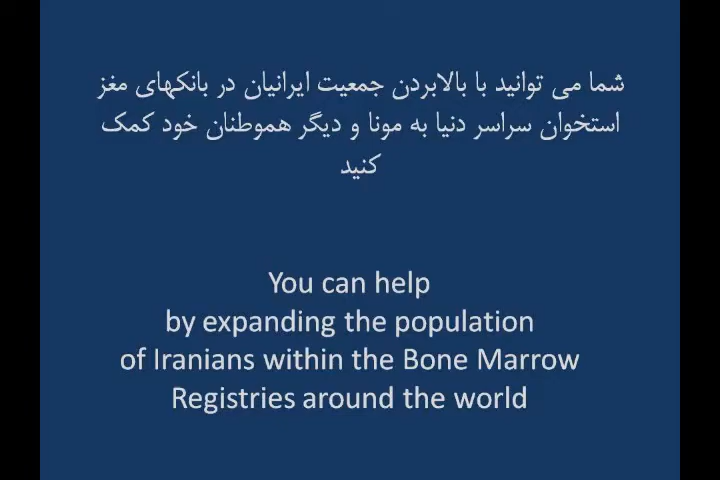 شما می توانید با بالابردن جمعیت ایرانیان در بانکهای مغز
استخوان سراسر دنیا به مونا و دیگر هموطنان خود کمک
کنید
You can help
by expanding the population
of Iranians within the Bone Marrow
Registries around the world